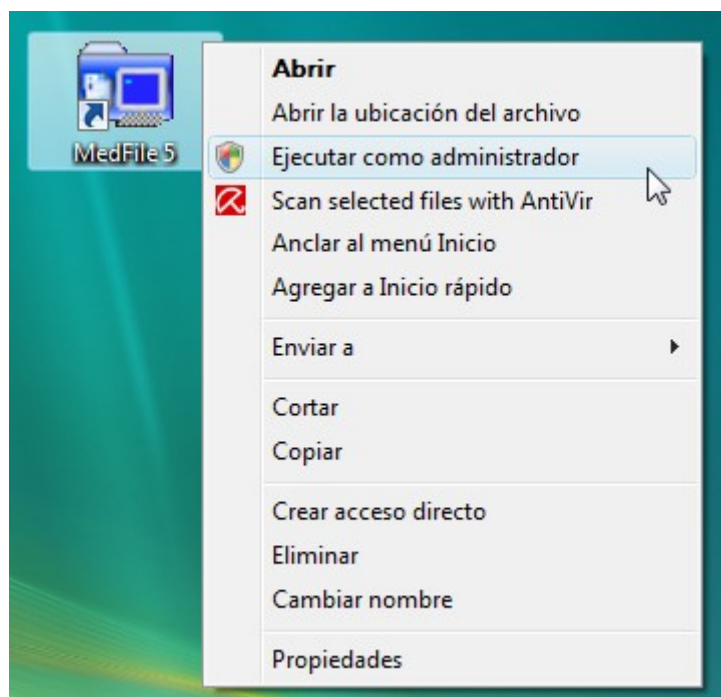 MedFile 5
Abrir
Abrir la ubicación del archivo
Ejecutar como administrador
Scan selected files with AntiVir
Anclar al menú Inicio
Agregar a Inicio rápido
Enviar a
Cortar
Copiar
Crear acceso directo
Eliminar
Cambiar nombre
Propiedades